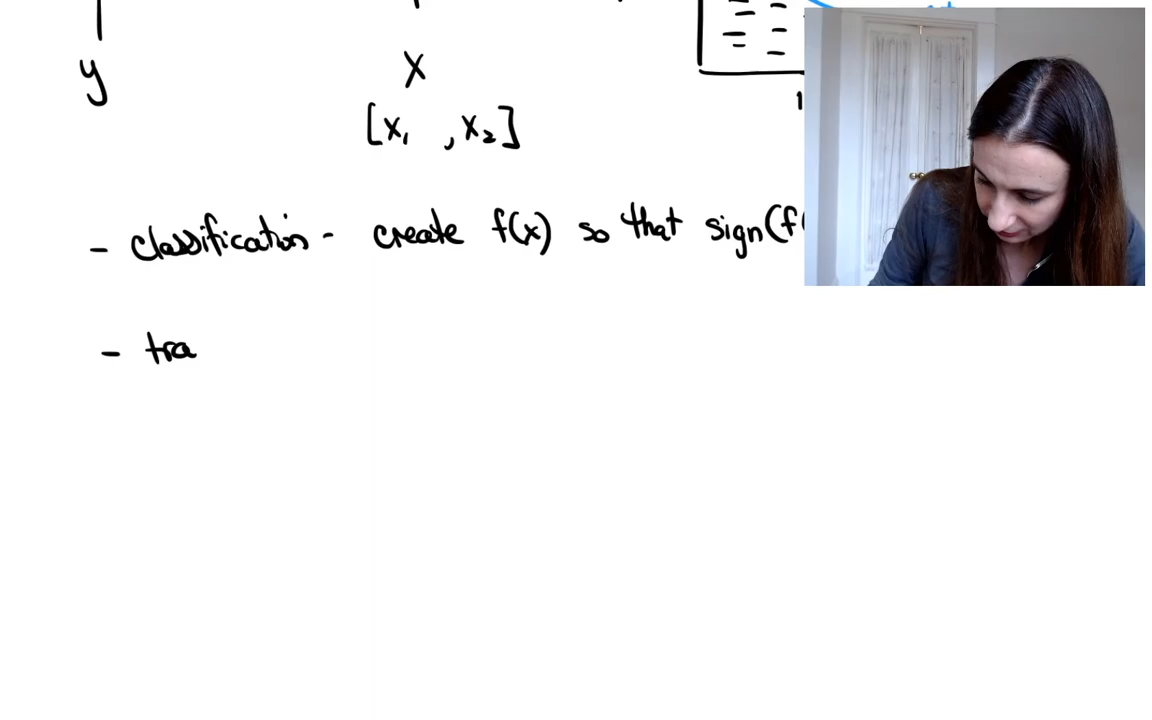 y
x
[x₁ , x₂]
- classification - create f(x) so that sign(f(
- tra